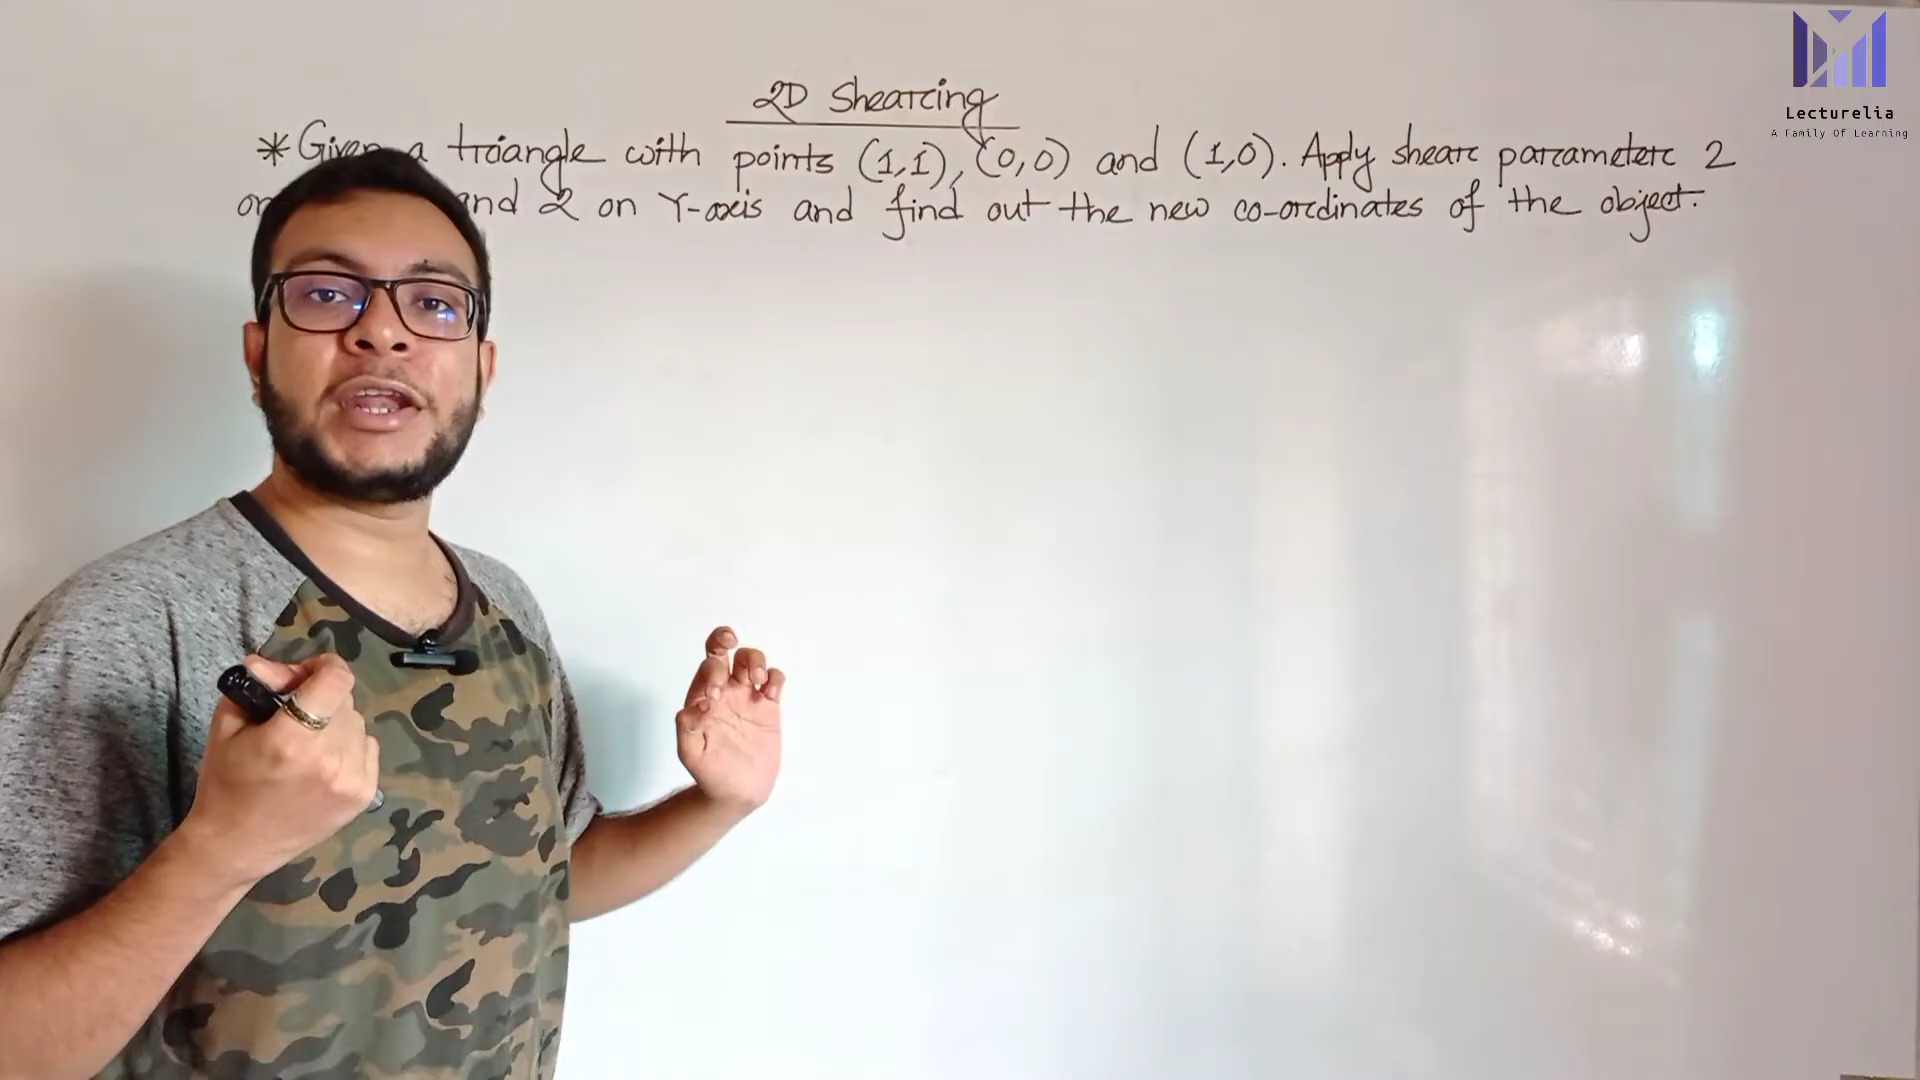 2D Shearing
*Given a triangle with points (1,1), (0,0) and (1,0). Apply shear parameter 2
and 2 on Y-axis and find out the new co-ordinates of the object.
Lecturelia
A Family Of Learning